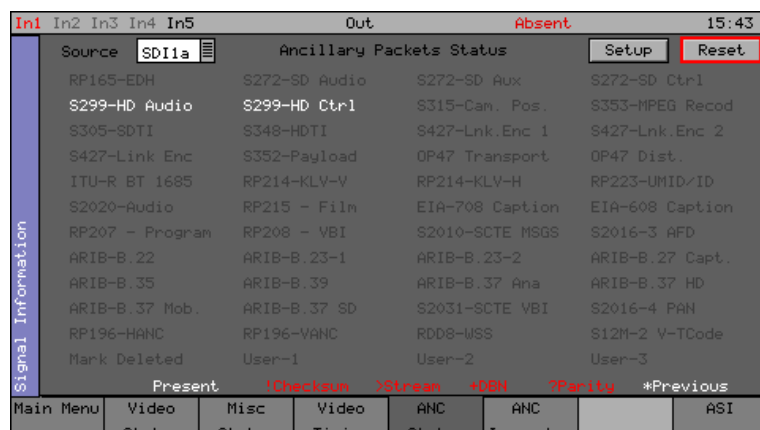 In1 In2 In3 In4 In5 Out Absent 15:43
Source SDI1a Ancillary Packets Status Setup Reset
RP165-EDH S272-SD Audio S272-SD Aux S272-SD Ctrl
S299-HD Audio S299-HD Ctrl S315-Cam. Pos. S353-MPEG Recod
S305-SDTI S348-HDTI S427-Lnk.Enc 1 S427-Lnk.Enc 2
S427-Link Enc S352-Payload OP47 Transport OP47 Dist.
ITU-R BT 1685 RP214-KLV-V RP214-KLV-H RP223-UMID/ID
S2020-Audio RP215 - Film EIA-708 Caption EIA-608 Caption
RP207 - Program RP208 - VBI S2010-SCTE MSGS S2016-3 AFD
ARIB-B.22 ARIB-B.23-1 ARIB-B.23-2 ARIB-B.27 Capt.
ARIB-B.35 ARIB-B.39 ARIB-B.37 Ana ARIB-B.37 HD
ARIB-B.37 Mob. ARIB-B.37 SD S2031-SCTE VBI S2016-4 PAN
RP196-HANC RP196-VANC RDD8-WSS S12M-2 V-TCode
Mark Deleted User-1 User-2 User-3
Signal Information
Present !Checksum >Stream +DBN ?Parity *Previous
Main Menu Video Misc Video ANC ANC ASI